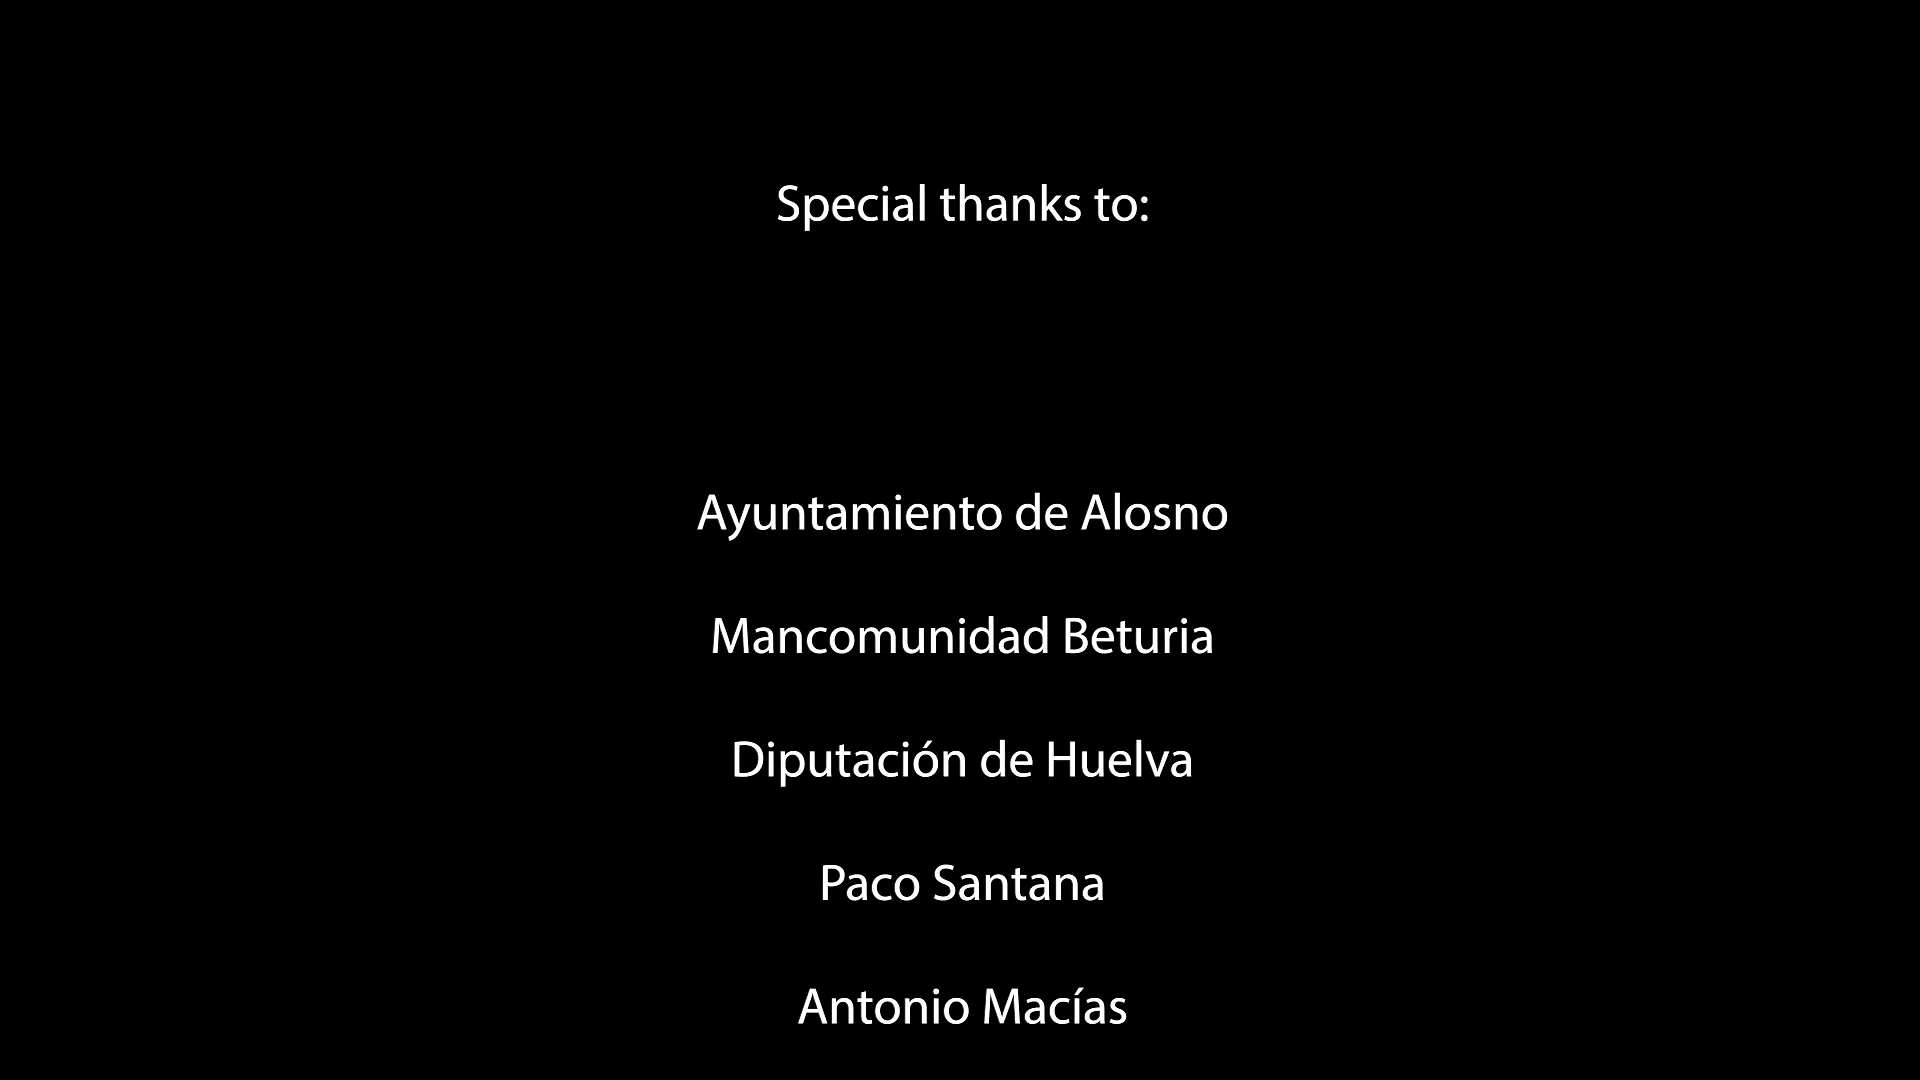 Special thanks to:
Ayuntamiento de Alosno
Mancomunidad Beturia
Diputación de Huelva
Paco Santana
Antonio Macías